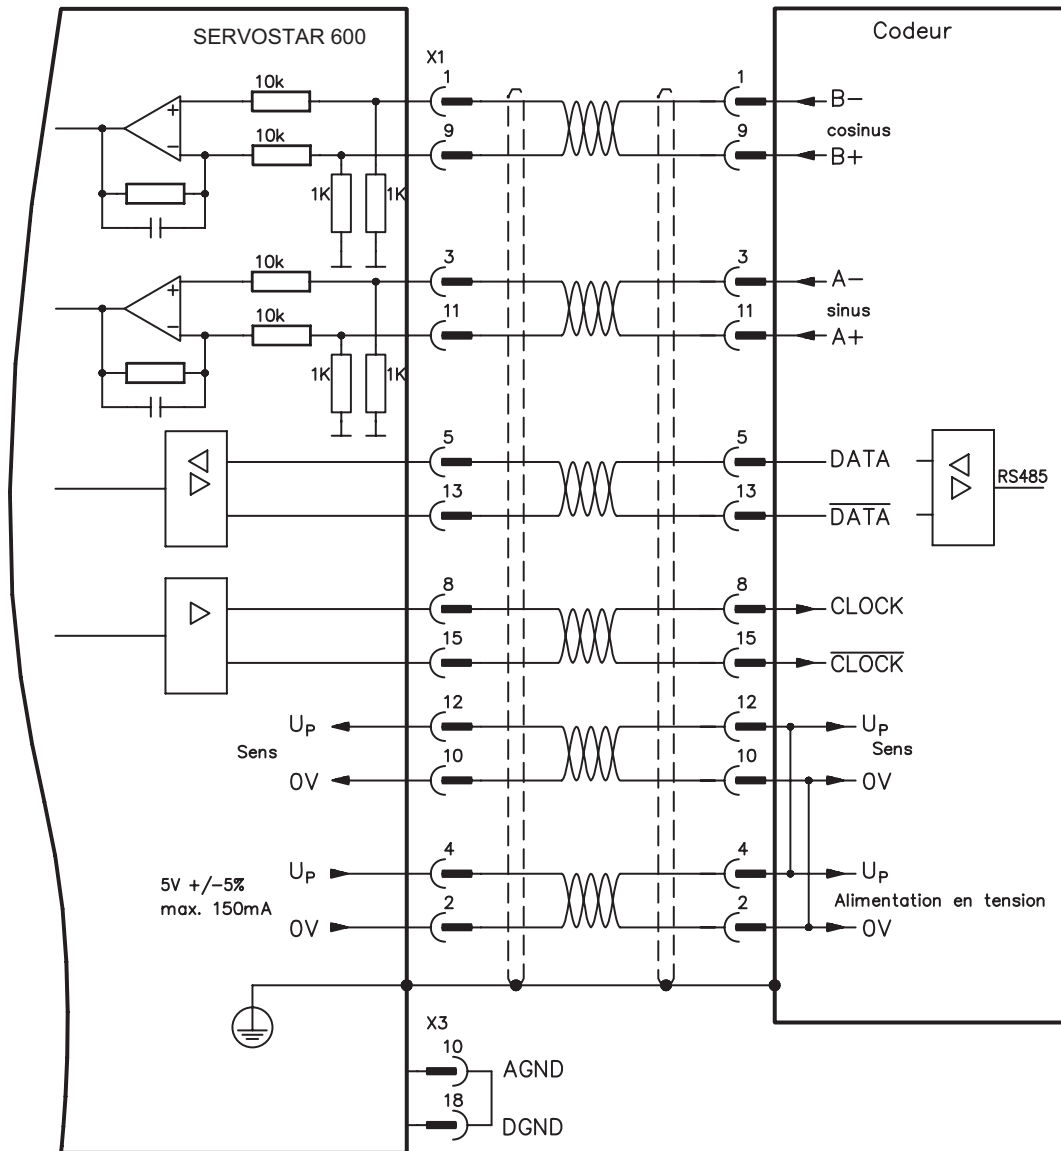 SERVOSTAR 600
Codeur
X1
10k
1
1
B-
cosinus
10k
9
9
B+
1K
1K
10k
3
3
A-
sinus
10k
11
11
A+
1K
1K
5
5
DATA
RS485
13
13
DATA
8
8
CLOCK
15
15
CLOCK
UP
12
12
UP
Sens
Sens
0V
10
10
0V
5V +/-5%
max. 150mA
UP
4
4
UP
Alimentation en tension
0V
2
2
0V
X3
10
AGND
18
DGND